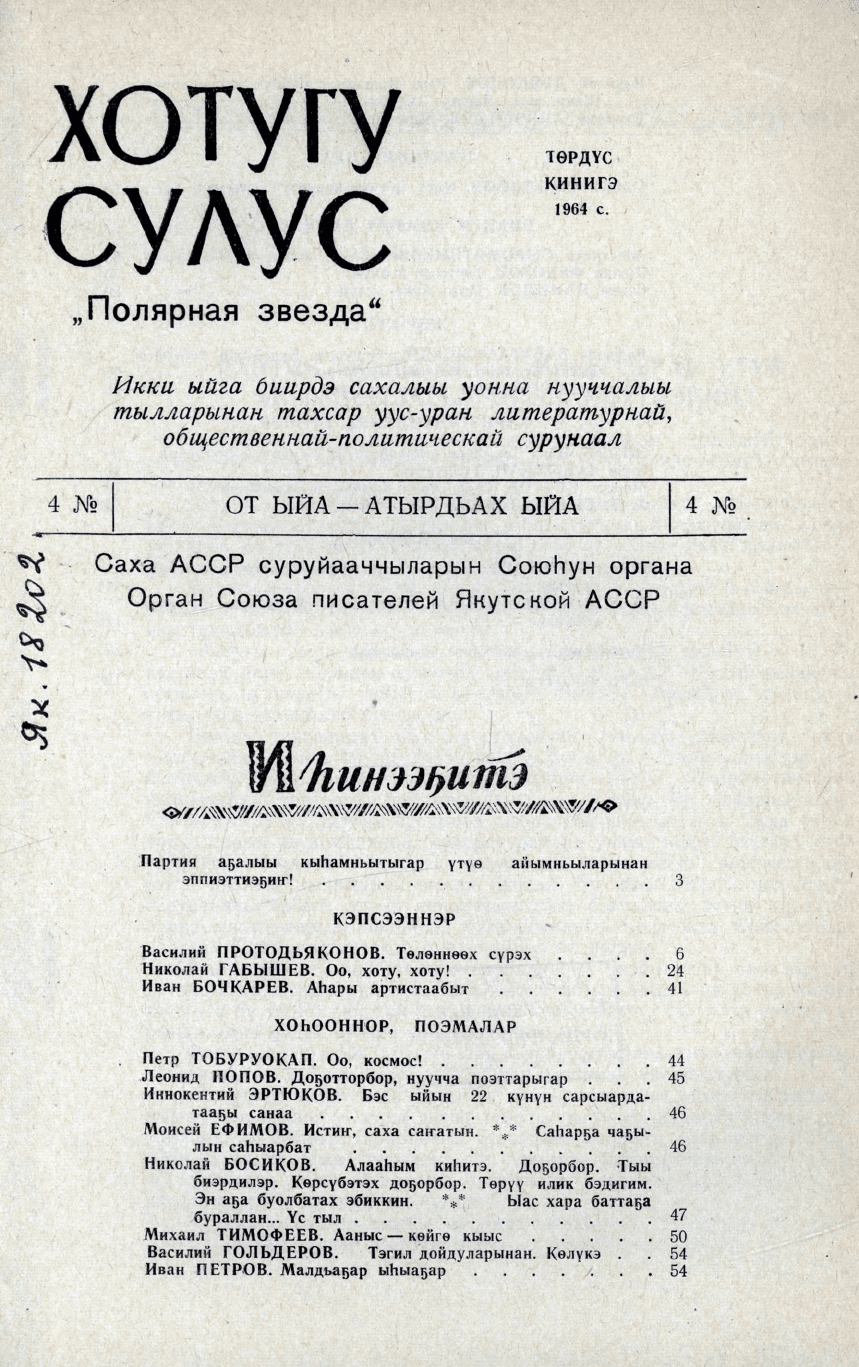 ХОТУГУ
СУЛУС
„Полярная звезда“
ТӨРДҮС
КИНИГЭ
1964 с.
Икки ыйга биирдэ сахалыы уонна нууччалыы
тылларынан тахсар уус-уран литературнай,
общественнай-политическай сурунаал
4 № ОТ ЫЙА — АТЫРДЬАХ ЫЙА 4 №
Саха АССР суруйааччыларын Союһун органа
Орган Союза писателей Якутской АССР
Як. 18202
Иһинээҕитэ
Партия аҕалыы кыһамньытыгар үтүө айымньыларынан
эппиэттиэҕиҥ! . . . . . . . . . . . . 3
КЭПСЭЭННЭР
Василий ПРОТОДЬЯКОНОВ. Төлөннөөх сүрэх . . . . 6
Николай ГАБЫШЕВ. Оо, хоту, хоту! . . . . . . . 24
Иван БОЧКАРЕВ. Аһары артистаабыт . . . . . . 41
ХОҺООННОР, ПОЭМАЛАР
Петр ТОБУРУОКАП. Оо, космос! . . . . . . . . 44
Леонид ПОПОВ. Доҕотторбор, нуучча поэттарыгар . . . 45
Иннокентий ЭРТЮКОВ. Бэс ыйын 22 күнүн сарсыарда-
тааҕы санаа . . . . . . . . . . . . 46
Моисей ЕФИМОВ. Истиҥ, саха саҥатын. *** Саһарҕа чаҕы-
лын саһыарбат . . . . . . . . . . . 46
Николай БОСИКОВ. Алааһым киһитэ. Доҕорбор. Тыы
биэрдилэр. Көрсүбэтэх доҕорбор. Төрүү илик бэдигим.
Эн аҕа буолбатах эбиккин. *** Ыас хара баттаҕа
бураллан... Үс тыл . . . . . . . . . . . 47
Михаил ТИМОФЕЕВ. Ааныс — көйгө кыыс . . . . . 50
Василий ГОЛЬДЕРОВ. Тэгил дойдуларынан. Көлүкэ . . 54
Иван ПЕТРОВ. Малдьаҕар ыһыаҕар . . . . . . . 54